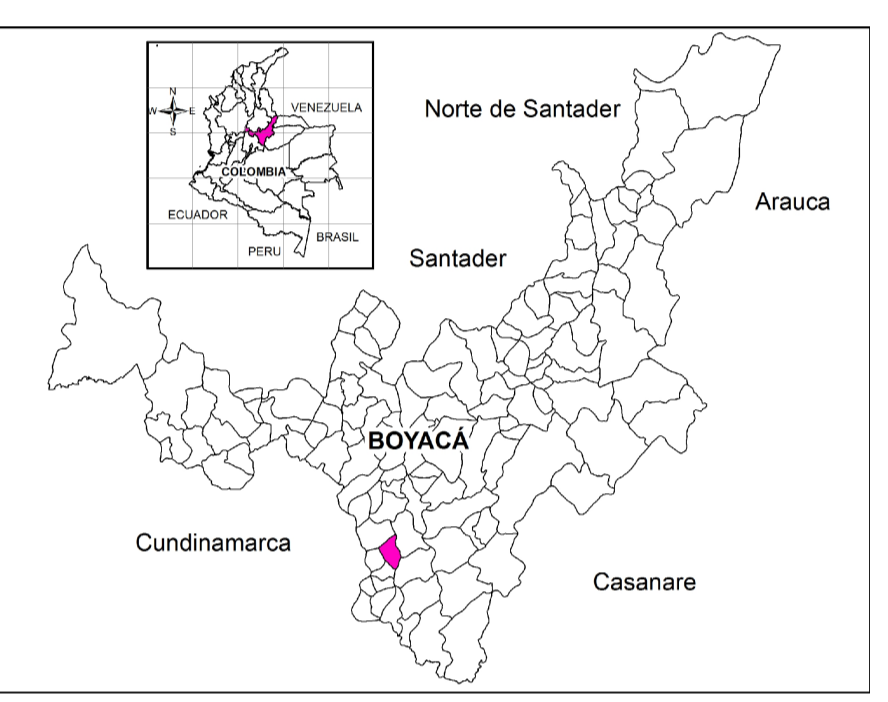 N
W E
S
VENEZUELA
COLOMBIA
ECUADOR
BRASIL
PERU
Norte de Santader
Arauca
Santader
BOYACÁ
Cundinamarca
Casanare